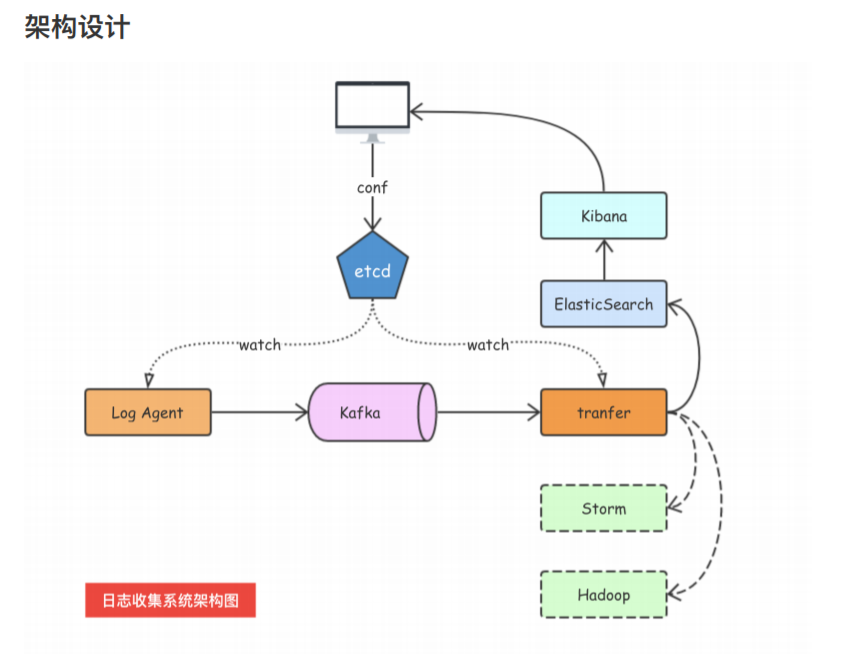 架构设计
conf
Kibana
etcd
ElasticSearch
watch
watch
Log Agent
Kafka
tranfer
Storm
Hadoop
日志收集系统架构图